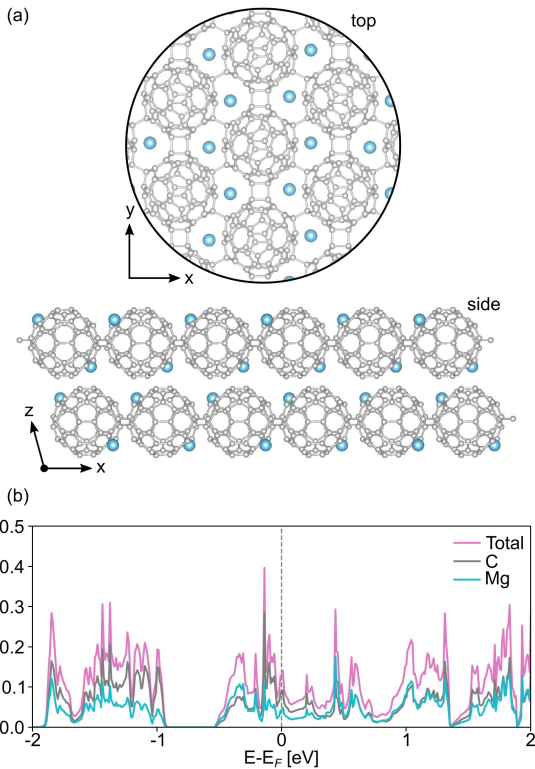 (a)
top
y
x
side
z
x
(b)
0.5
0.4
0.3
0.2
0.1
0.0
Total
C
Mg
-2 -1 0 1 2
E-E_F [eV]